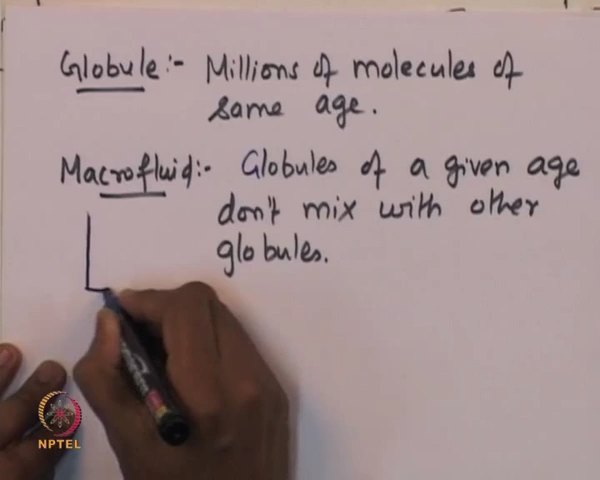 Globule:- Millions of molecules of
same age.
Macrofluid:- Globules of a given age
don't mix with other
globules.
NPTEL